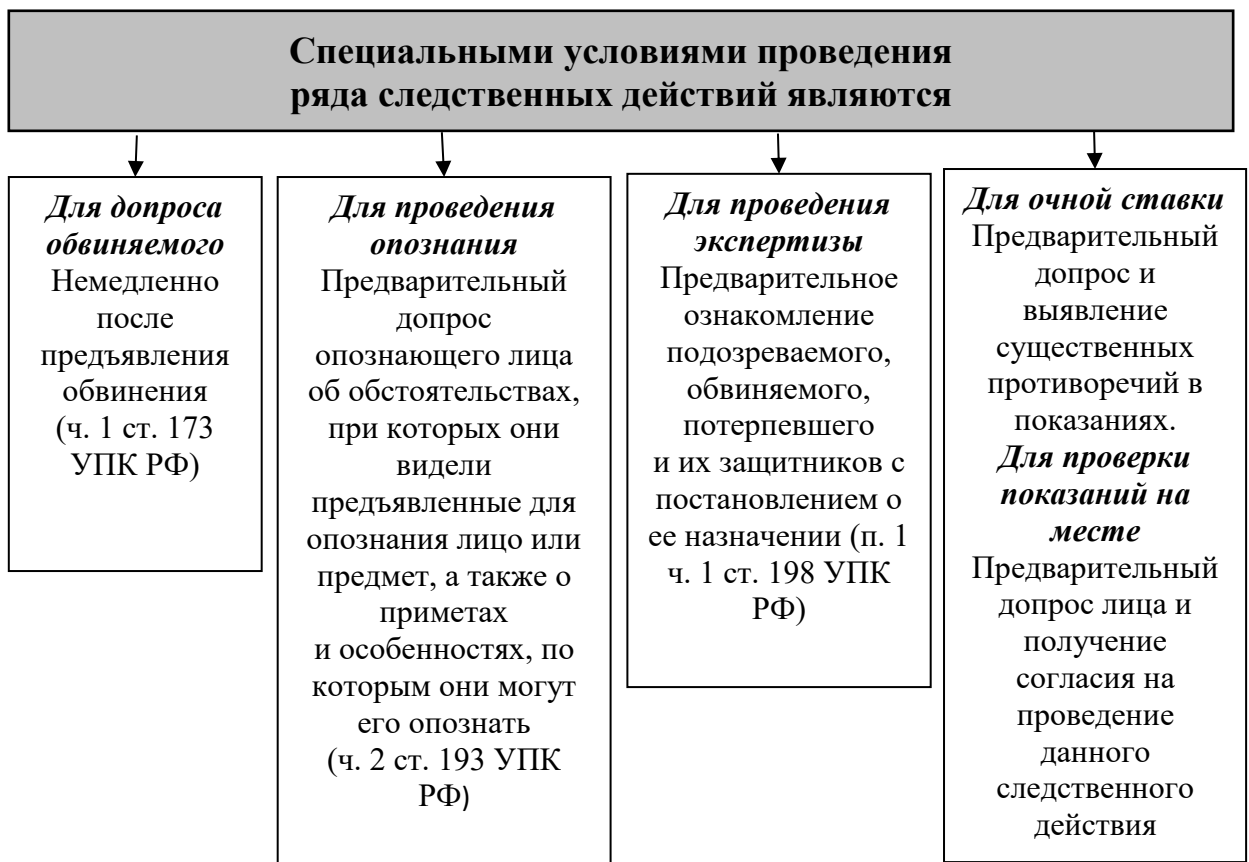 Специальными условиями проведения
ряда следственных действий являются
Для допроса
обвиняемого
Немедленно
после
предъявления
обвинения
(ч. 1 ст. 173
УПК РФ)
Для проведения
опознания
Предварительный
допрос
опознающего лица
об обстоятельствах,
при которых они
видели
предъявленные для
опознания лицо или
предмет, а также о
приметах
и особенностях, по
которым они могут
его опознать
(ч. 2 ст. 193 УПК
РФ)
Для проведения
экспертизы
Предварительное
ознакомление
подозреваемого,
обвиняемого,
потерпевшего
и их защитников с
постановлением о
ее назначении (п. 1
ч. 1 ст. 198 УПК
РФ)
Для очной ставки
Предварительный
допрос и
выявление
существенных
противоречий в
показаниях.
Для проверки
показаний на
месте
Предварительный
допрос лица и
получение
согласия на
проведение
данного
следственного
действия